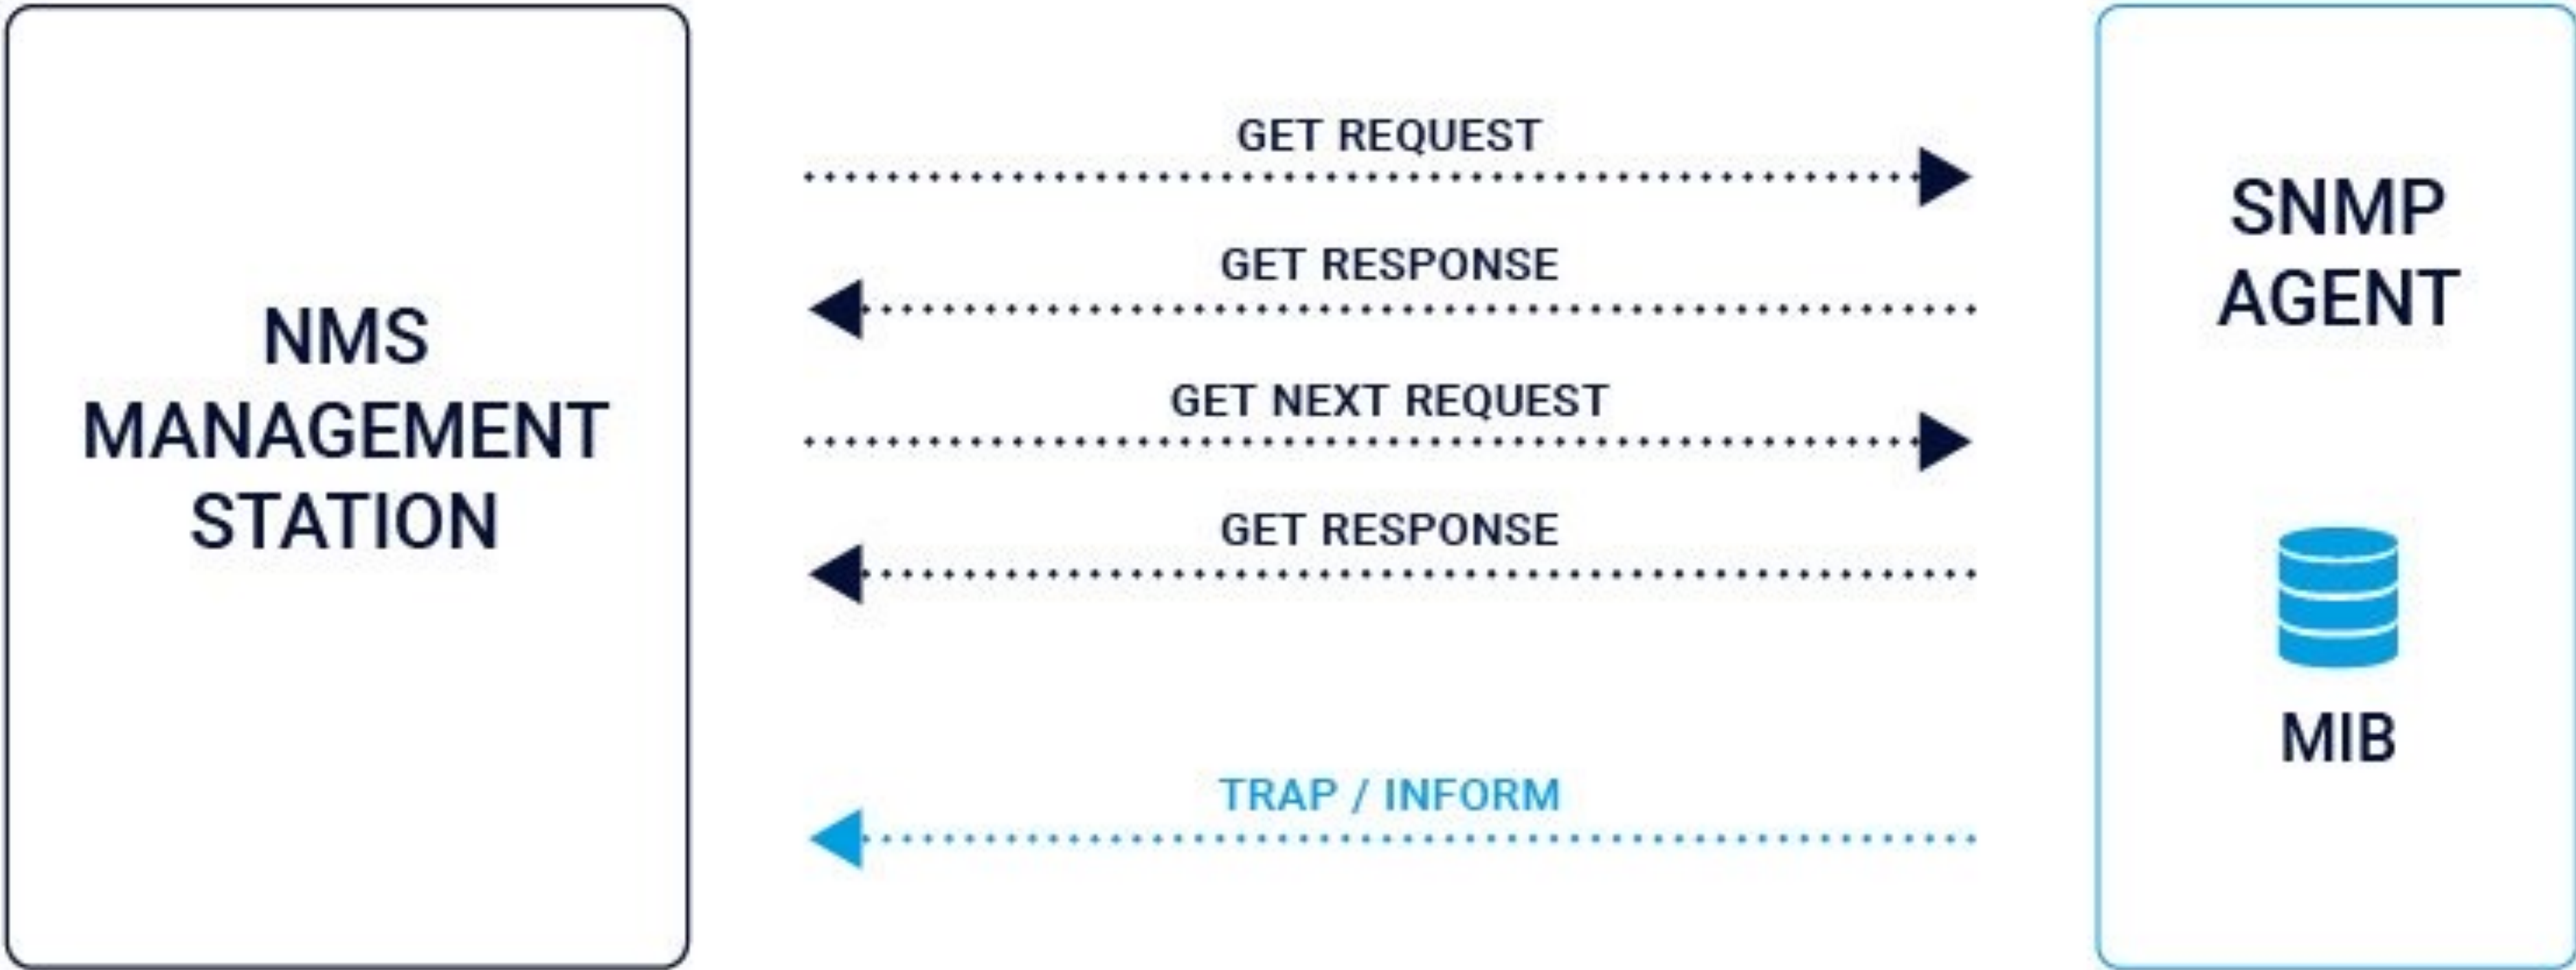 NMS
MANAGEMENT
STATION
GET REQUEST
GET RESPONSE
GET NEXT REQUEST
GET RESPONSE
TRAP / INFORM
SNMP
AGENT
MIB